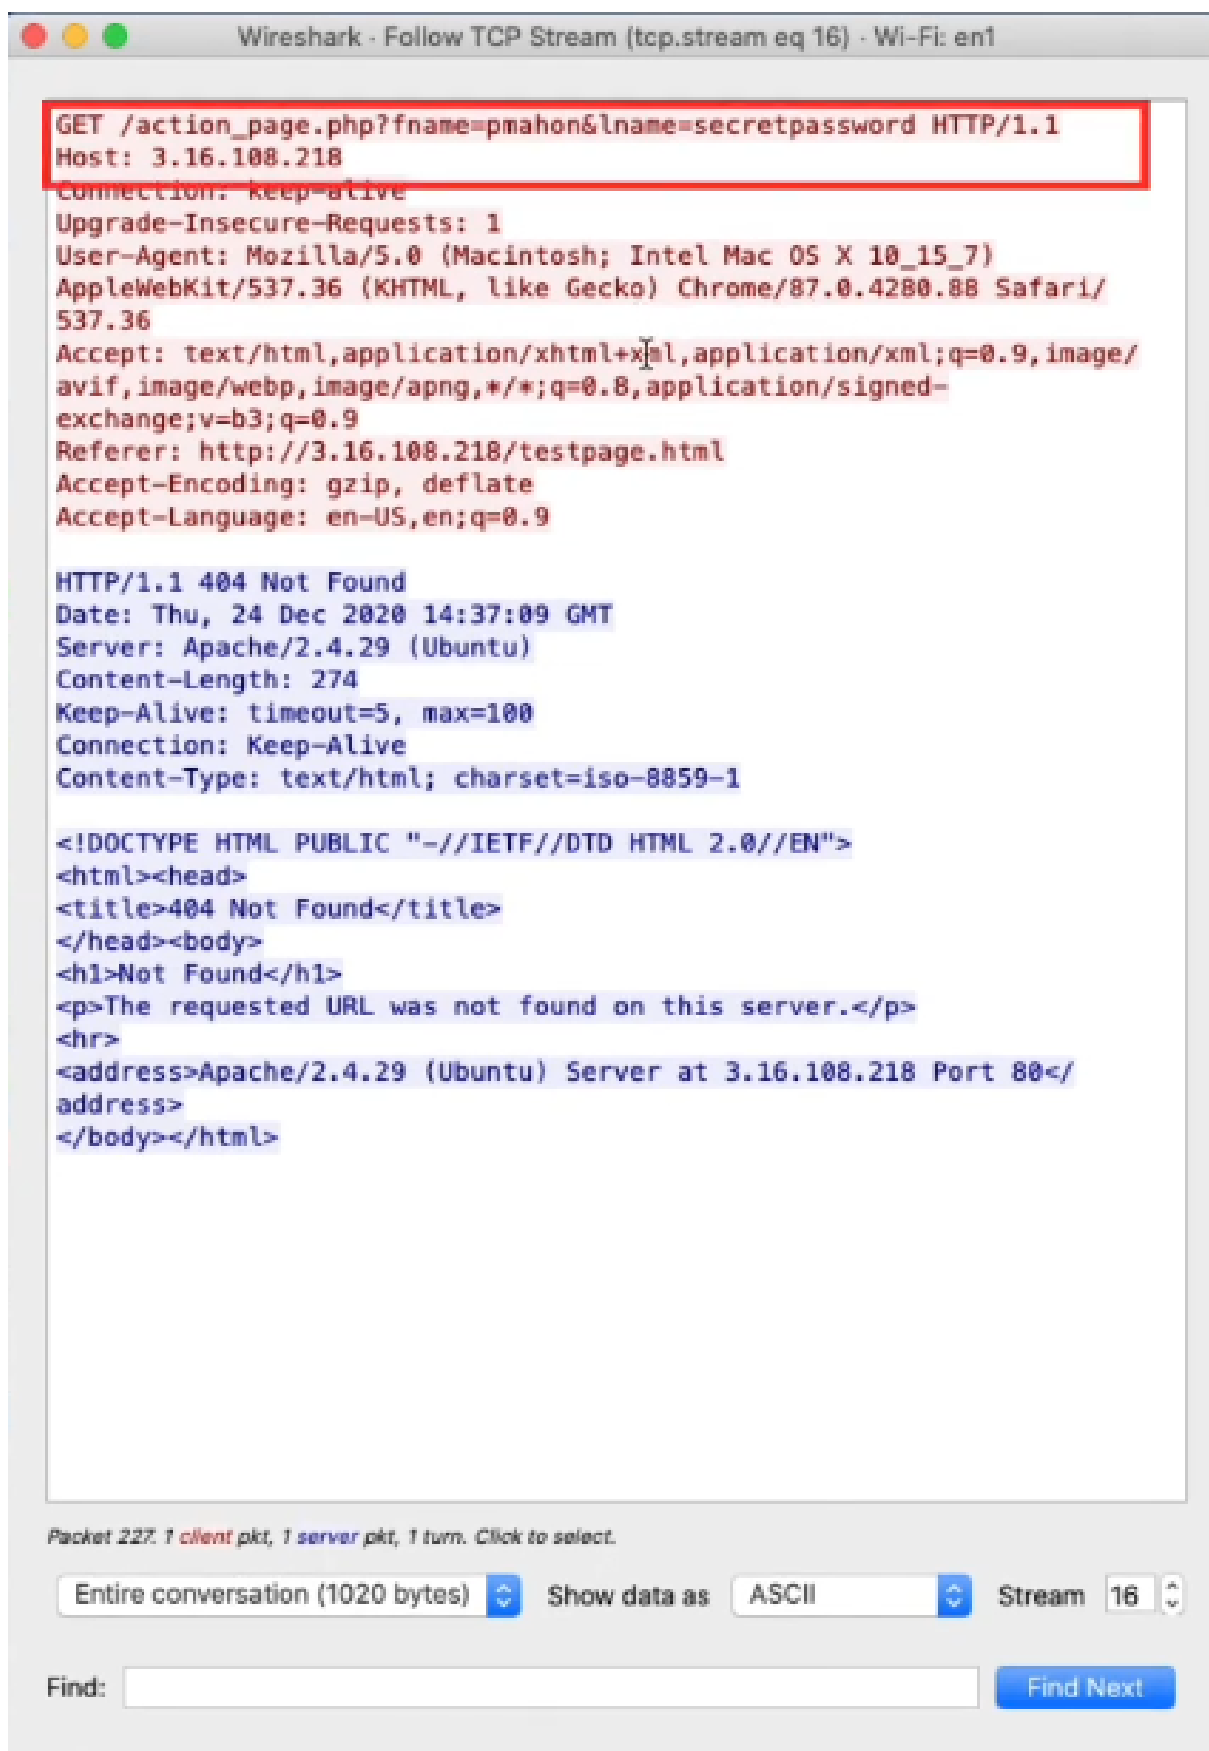 Wireshark · Follow TCP Stream (tcp.stream eq 16) · Wi-Fi: en1
GET /action_page.php?fname=pmahon&lname=secretpassword HTTP/1.1
Host: 3.16.108.218
Connection: keep-alive
Upgrade-Insecure-Requests: 1
User-Agent: Mozilla/5.0 (Macintosh; Intel Mac OS X 10_15_7)
AppleWebKit/537.36 (KHTML, like Gecko) Chrome/87.0.4280.88 Safari/
537.36
Accept: text/html,application/xhtml+xml,application/xml;q=0.9,image/
avif,image/webp,image/apng,*/*;q=0.8,application/signed-
exchange;v=b3;q=0.9
Referer: http://3.16.108.218/testpage.html
Accept-Encoding: gzip, deflate
Accept-Language: en-US,en;q=0.9
HTTP/1.1 404 Not Found
Date: Thu, 24 Dec 2020 14:37:09 GMT
Server: Apache/2.4.29 (Ubuntu)
Content-Length: 274
Keep-Alive: timeout=5, max=100
Connection: Keep-Alive
Content-Type: text/html; charset=iso-8859-1
<!DOCTYPE HTML PUBLIC "-//IETF//DTD HTML 2.0//EN">
<html><head>
<title>404 Not Found</title>
</head><body>
<h1>Not Found</h1>
<p>The requested URL was not found on this server.</p>
<hr>
<address>Apache/2.4.29 (Ubuntu) Server at 3.16.108.218 Port 80</
address>
</body></html>
Packet 227. 1 client pkt, 1 server pkt, 1 turn. Click to select.
Entire conversation (1020 bytes) Show data as ASCII Stream 16
Find: Find Next